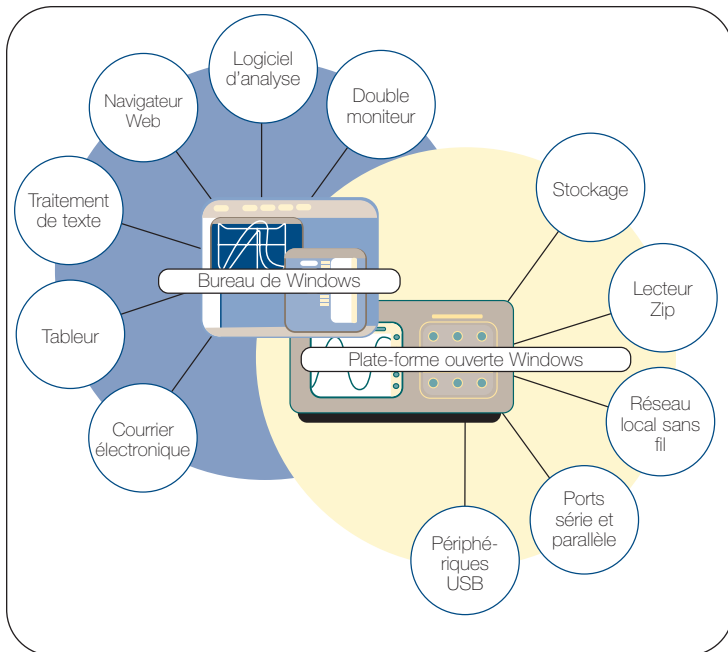 Logiciel
d'analyse
Navigateur
Web
Double
moniteur
Traitement
de texte
Stockage
Bureau de Windows
Lecteur
Zip
Tableur
Plate-forme ouverte Windows
Réseau
local sans
fil
Courrier
électronique
Ports
série et
parallèle
Périphé-
riques
USB